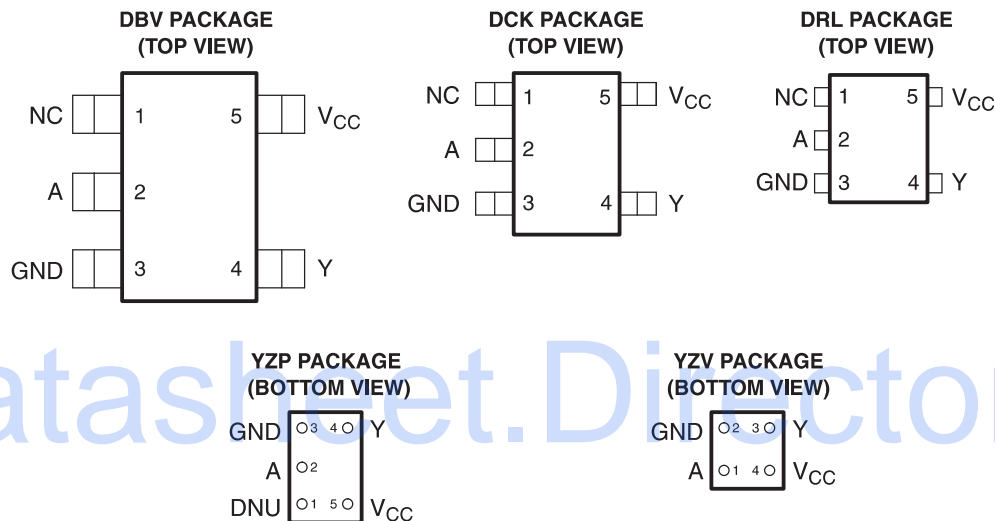 DBV PACKAGE
(TOP VIEW)
NC 1 5 VCC
A 2
GND 3 4 Y
DCK PACKAGE
(TOP VIEW)
NC 1 5 VCC
A 2
GND 3 4 Y
DRL PACKAGE
(TOP VIEW)
NC 1 5 VCC
A 2
GND 3 4 Y
YZP PACKAGE
(BOTTOM VIEW)
GND 3 4 Y
A 2
DNU 1 5 VCC
YZV PACKAGE
(BOTTOM VIEW)
GND 2 3 Y
A 1 4 VCC
atasheet.Director